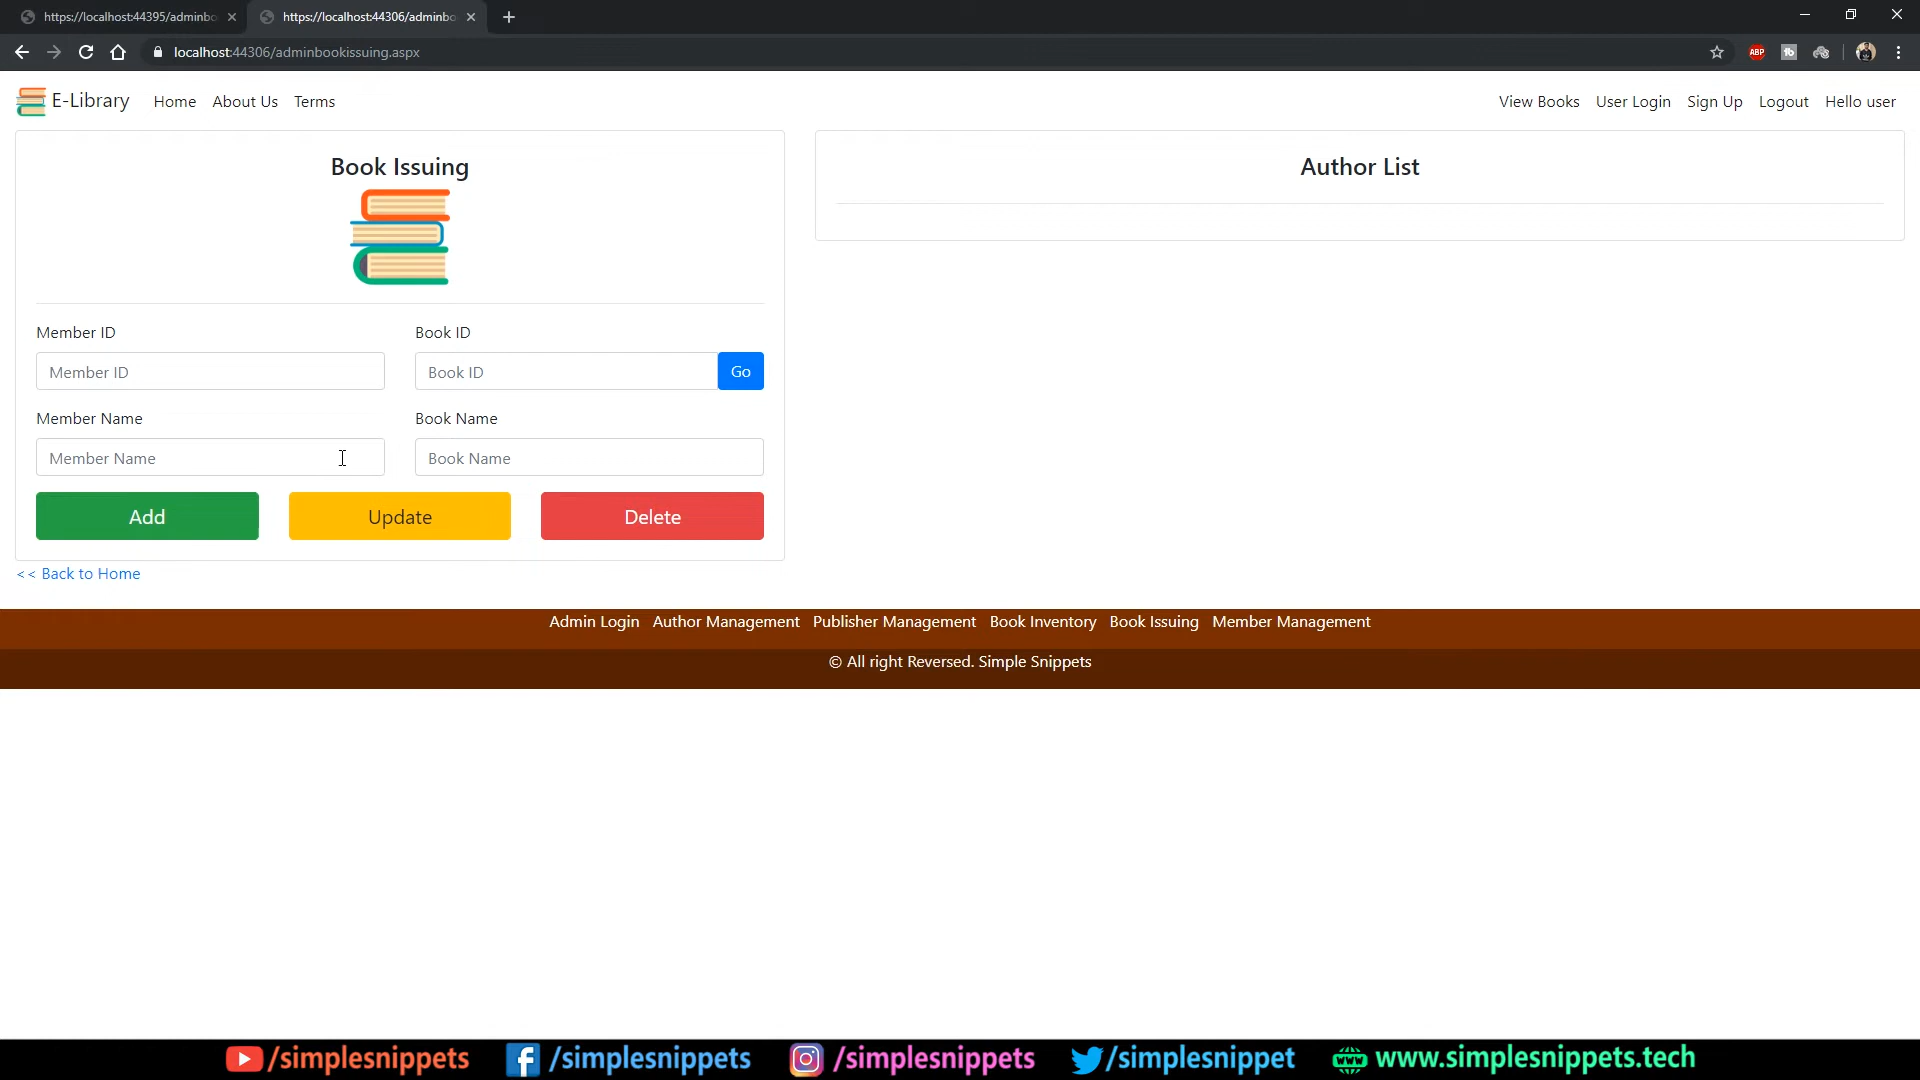 https://localhost:44395/adminbo
https://localhost:44306/adminbo
localhost:44306/adminbookissuing.aspx
ABP
E-Library
Home
About Us
Terms
View Books
User Login
Sign Up
Logout
Hello user
Book Issuing
Author List
Member ID
Book ID
Member ID
Book ID
Go
Member Name
Book Name
Member Name
Book Name
Add
Update
Delete
<< Back to Home
Admin Login
Author Management
Publisher Management
Book Inventory
Book Issuing
Member Management
© All right Reversed. Simple Snippets
/simplesnippets
/simplesnippets
/simplesnippets
/simplesnippet
www.simplesnippets.tech